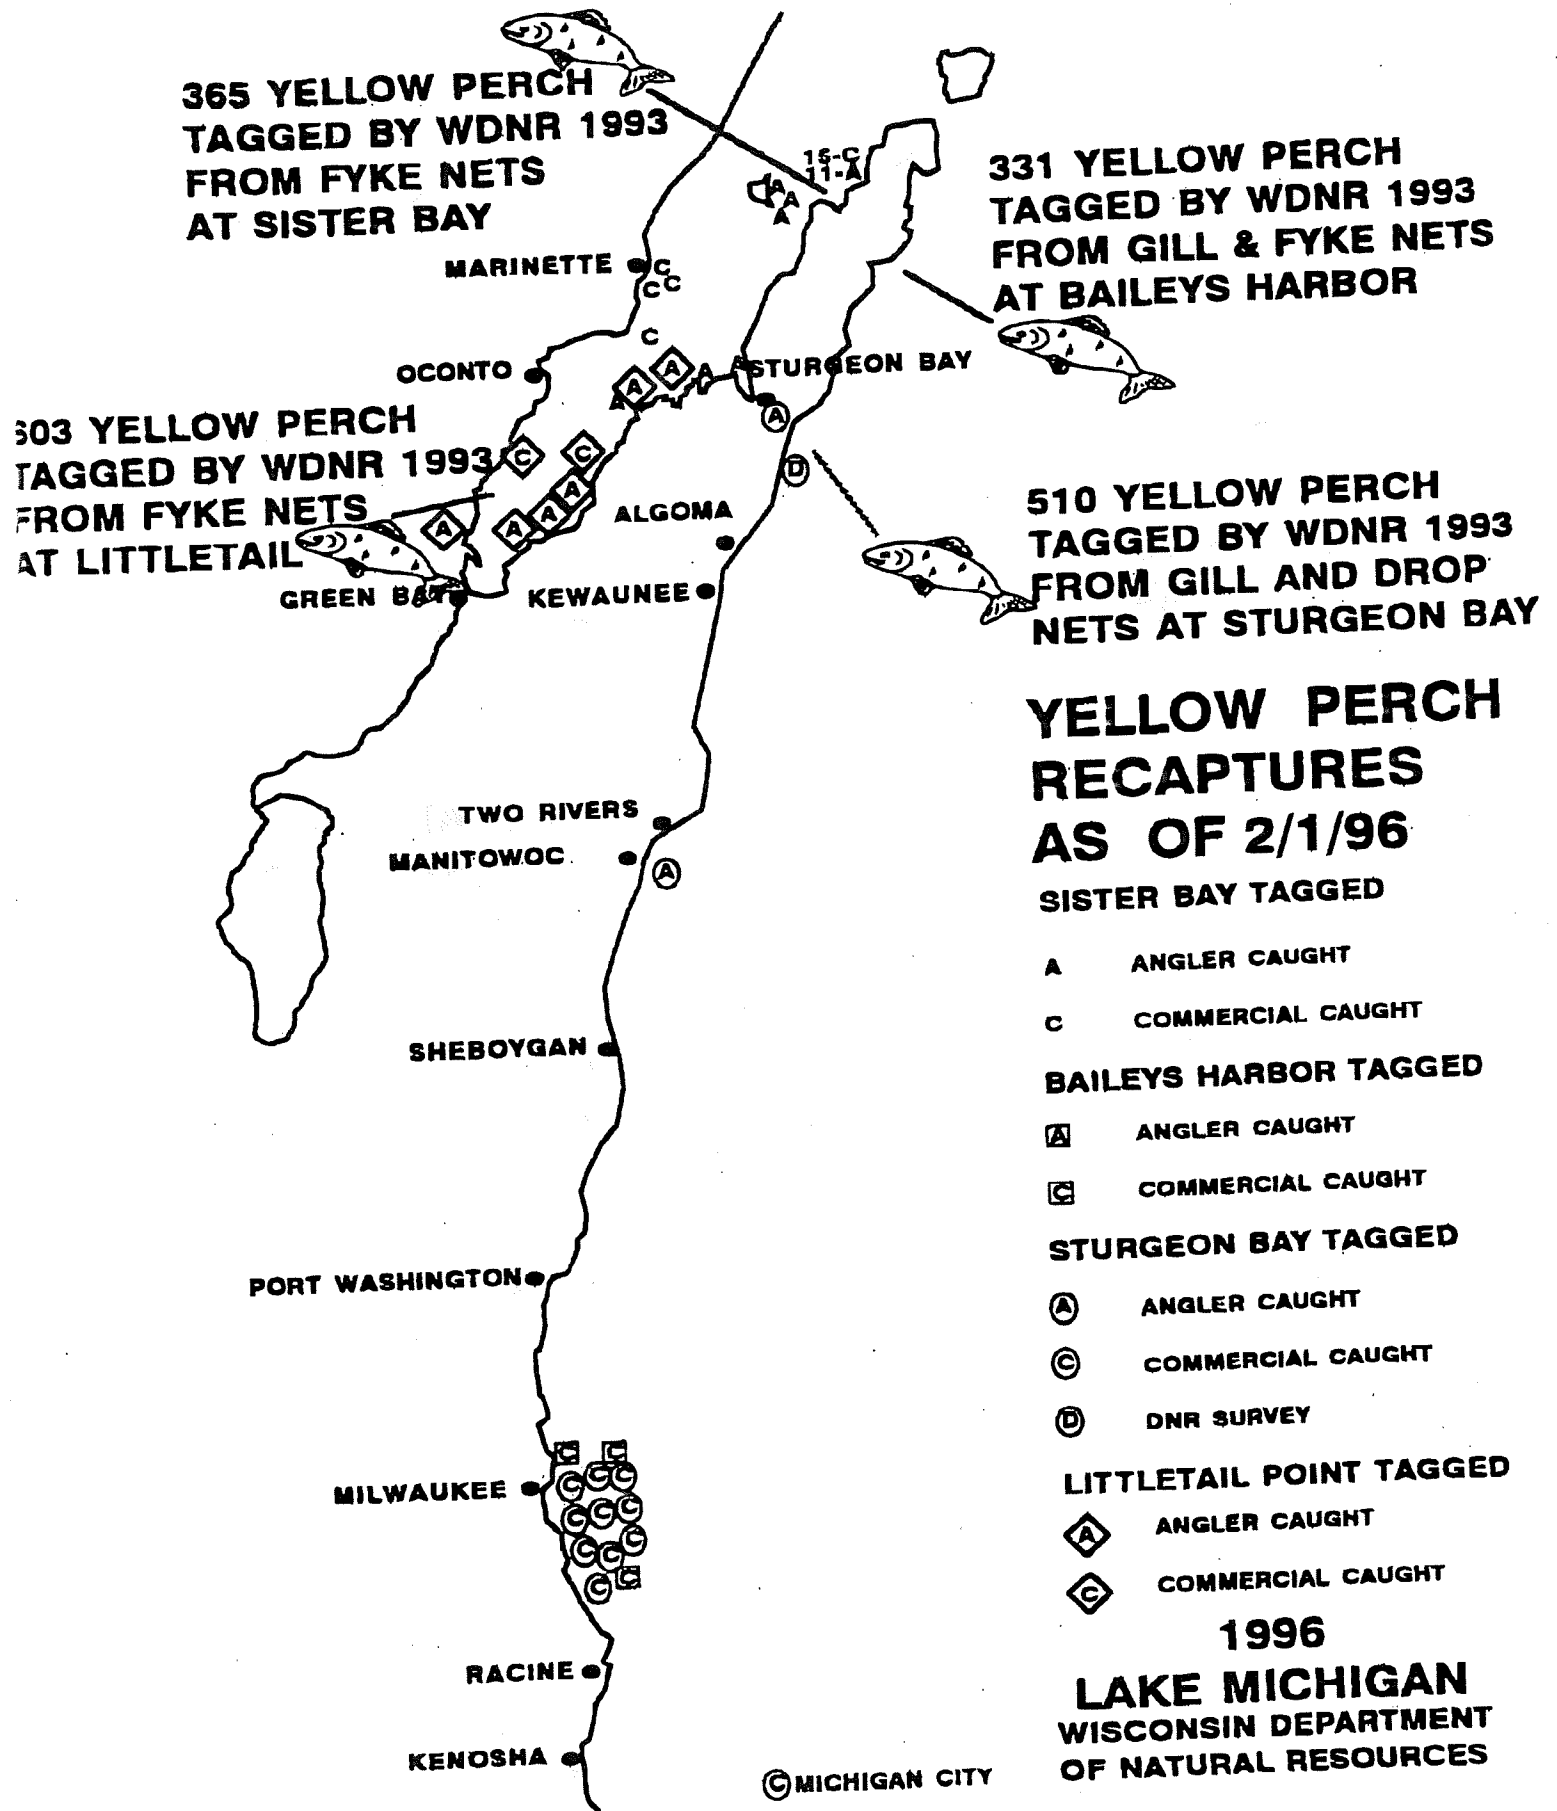 365 YELLOW PERCH
TAGGED BY WDNR 1993
FROM FYKE NETS
AT SISTER BAY
15-C
11-A
A
A
A
331 YELLOW PERCH
TAGGED BY WDNR 1993
FROM GILL & FYKE NETS
AT BAILEYS HARBOR
MARINETTE
C
C C
C
OCONTO
A A A
A
STURGEON BAY
A
D
603 YELLOW PERCH
TAGGED BY WDNR 1993
FROM FYKE NETS
AT LITTLETAIL
C C
A
A A A
GREEN BAY
ALGOMA
KEWAUNEE
510 YELLOW PERCH
TAGGED BY WDNR 1993
FROM GILL AND DROP
NETS AT STURGEON BAY
TWO RIVERS
MANITOWOC
A
SHEBOYGAN
PORT WASHINGTON
MILWAUKEE
C C
C C C
C C C
C C C
C C
RACINE
KENOSHA
C MICHIGAN CITY
YELLOW PERCH
RECAPTURES
AS OF 2/1/96
SISTER BAY TAGGED
A ANGLER CAUGHT
C COMMERCIAL CAUGHT
BAILEYS HARBOR TAGGED
A ANGLER CAUGHT
C COMMERCIAL CAUGHT
STURGEON BAY TAGGED
A ANGLER CAUGHT
C COMMERCIAL CAUGHT
D DNR SURVEY
LITTLETAIL POINT TAGGED
A ANGLER CAUGHT
C COMMERCIAL CAUGHT
1996
LAKE MICHIGAN
WISCONSIN DEPARTMENT
OF NATURAL RESOURCES